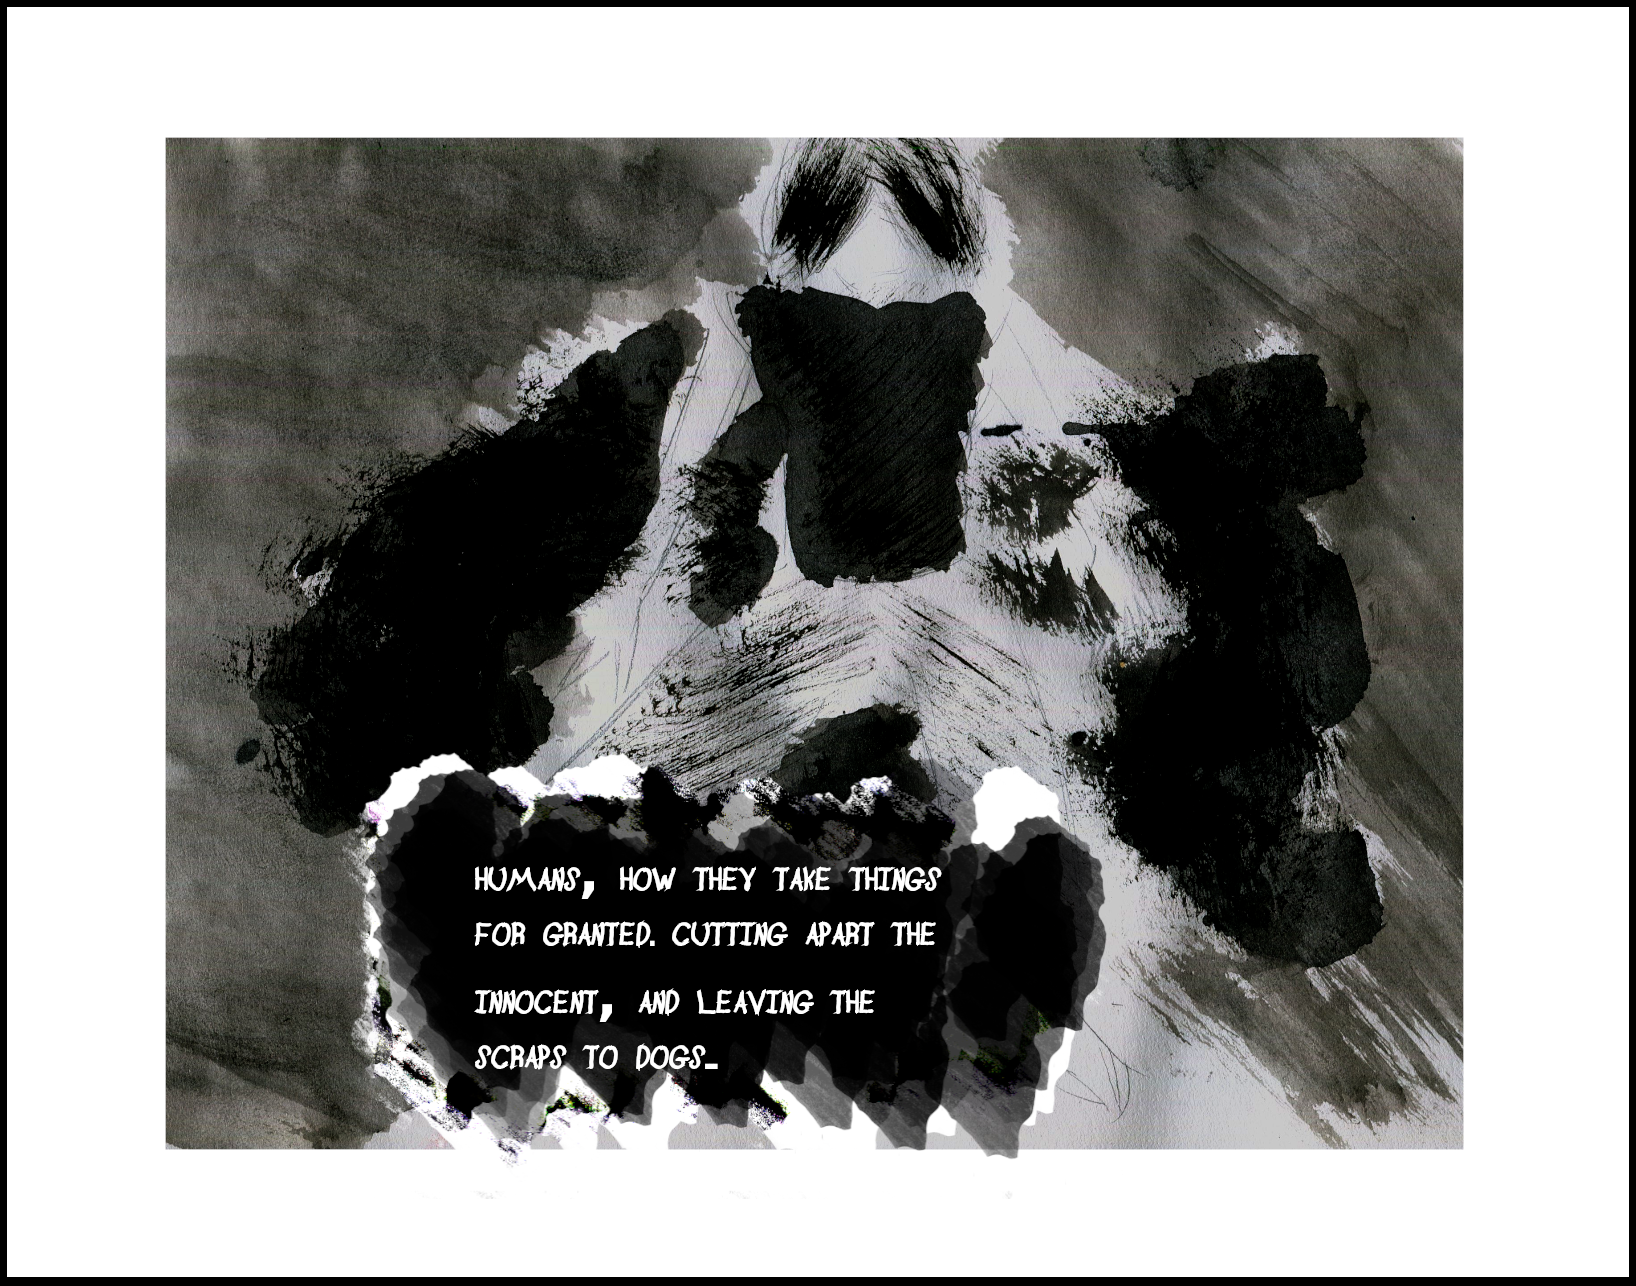 HUMANS, HOW THEY TAKE THINGS
FOR GRANTED. CUTTING APART THE
INNOCENT, AND LEAVING THE
SCRAPS TO DOGS…